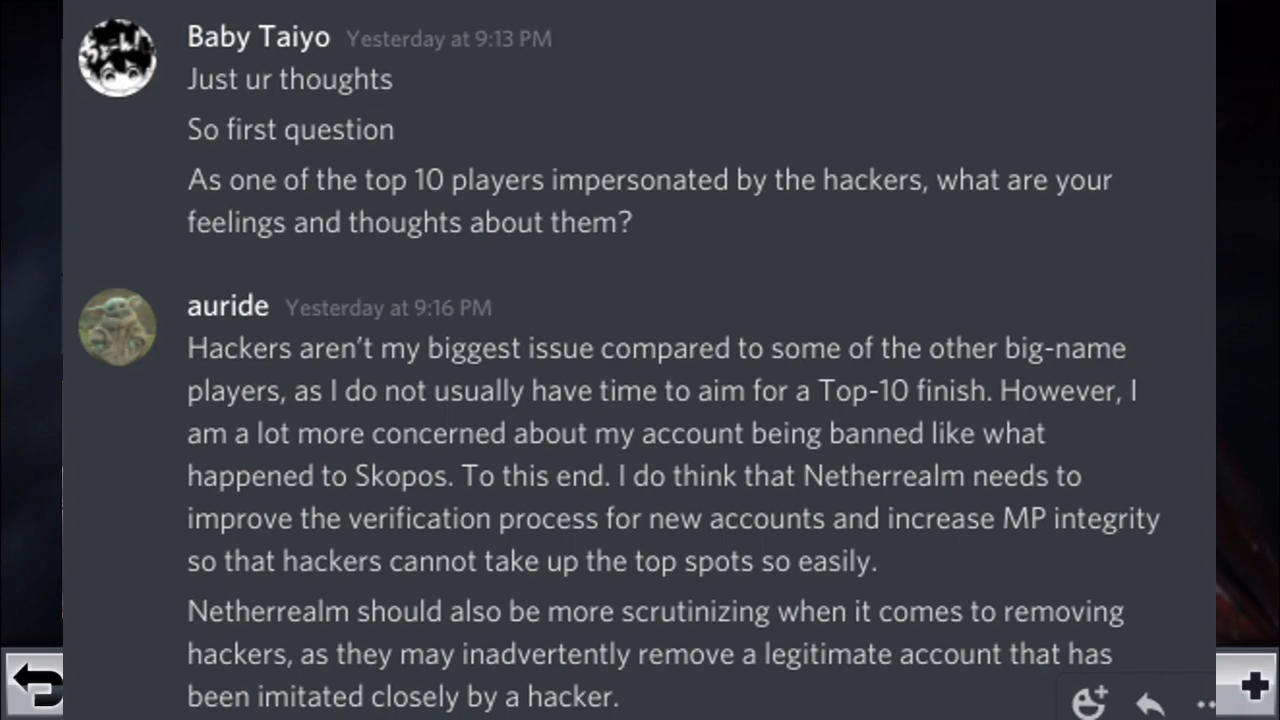 Baby Taiyo Yesterday at 9:13 PM
Just ur thoughts
So first question
As one of the top 10 players impersonated by the hackers, what are your
feelings and thoughts about them?
auride Yesterday at 9:16 PM
Hackers aren’t my biggest issue compared to some of the other big-name
players, as I do not usually have time to aim for a Top-10 finish. However, I
am a lot more concerned about my account being banned like what
happened to Skopos. To this end. I do think that Netherrealm needs to
improve the verification process for new accounts and increase MP integrity
so that hackers cannot take up the top spots so easily.
Netherrealm should also be more scrutinizing when it comes to removing
hackers, as they may inadvertently remove a legitimate account that has
been imitated closely by a hacker.